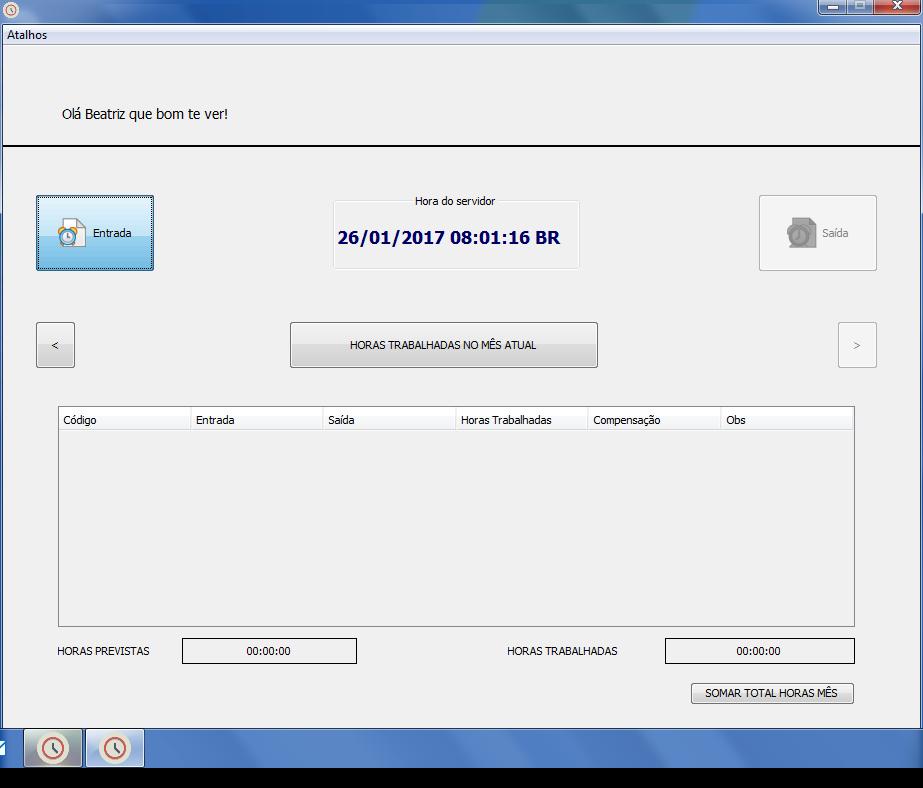 Atalhos
Olá Beatriz que bom te ver!
Entrada
Hora do servidor
26/01/2017 08:01:16 BR
Saída
<
HORAS TRABALHADAS NO MÊS ATUAL
>
Código Entrada Saída Horas Trabalhadas Compensação Obs
HORAS PREVISTAS 00:00:00 HORAS TRABALHADAS 00:00:00
SOMAR TOTAL HORAS MÊS